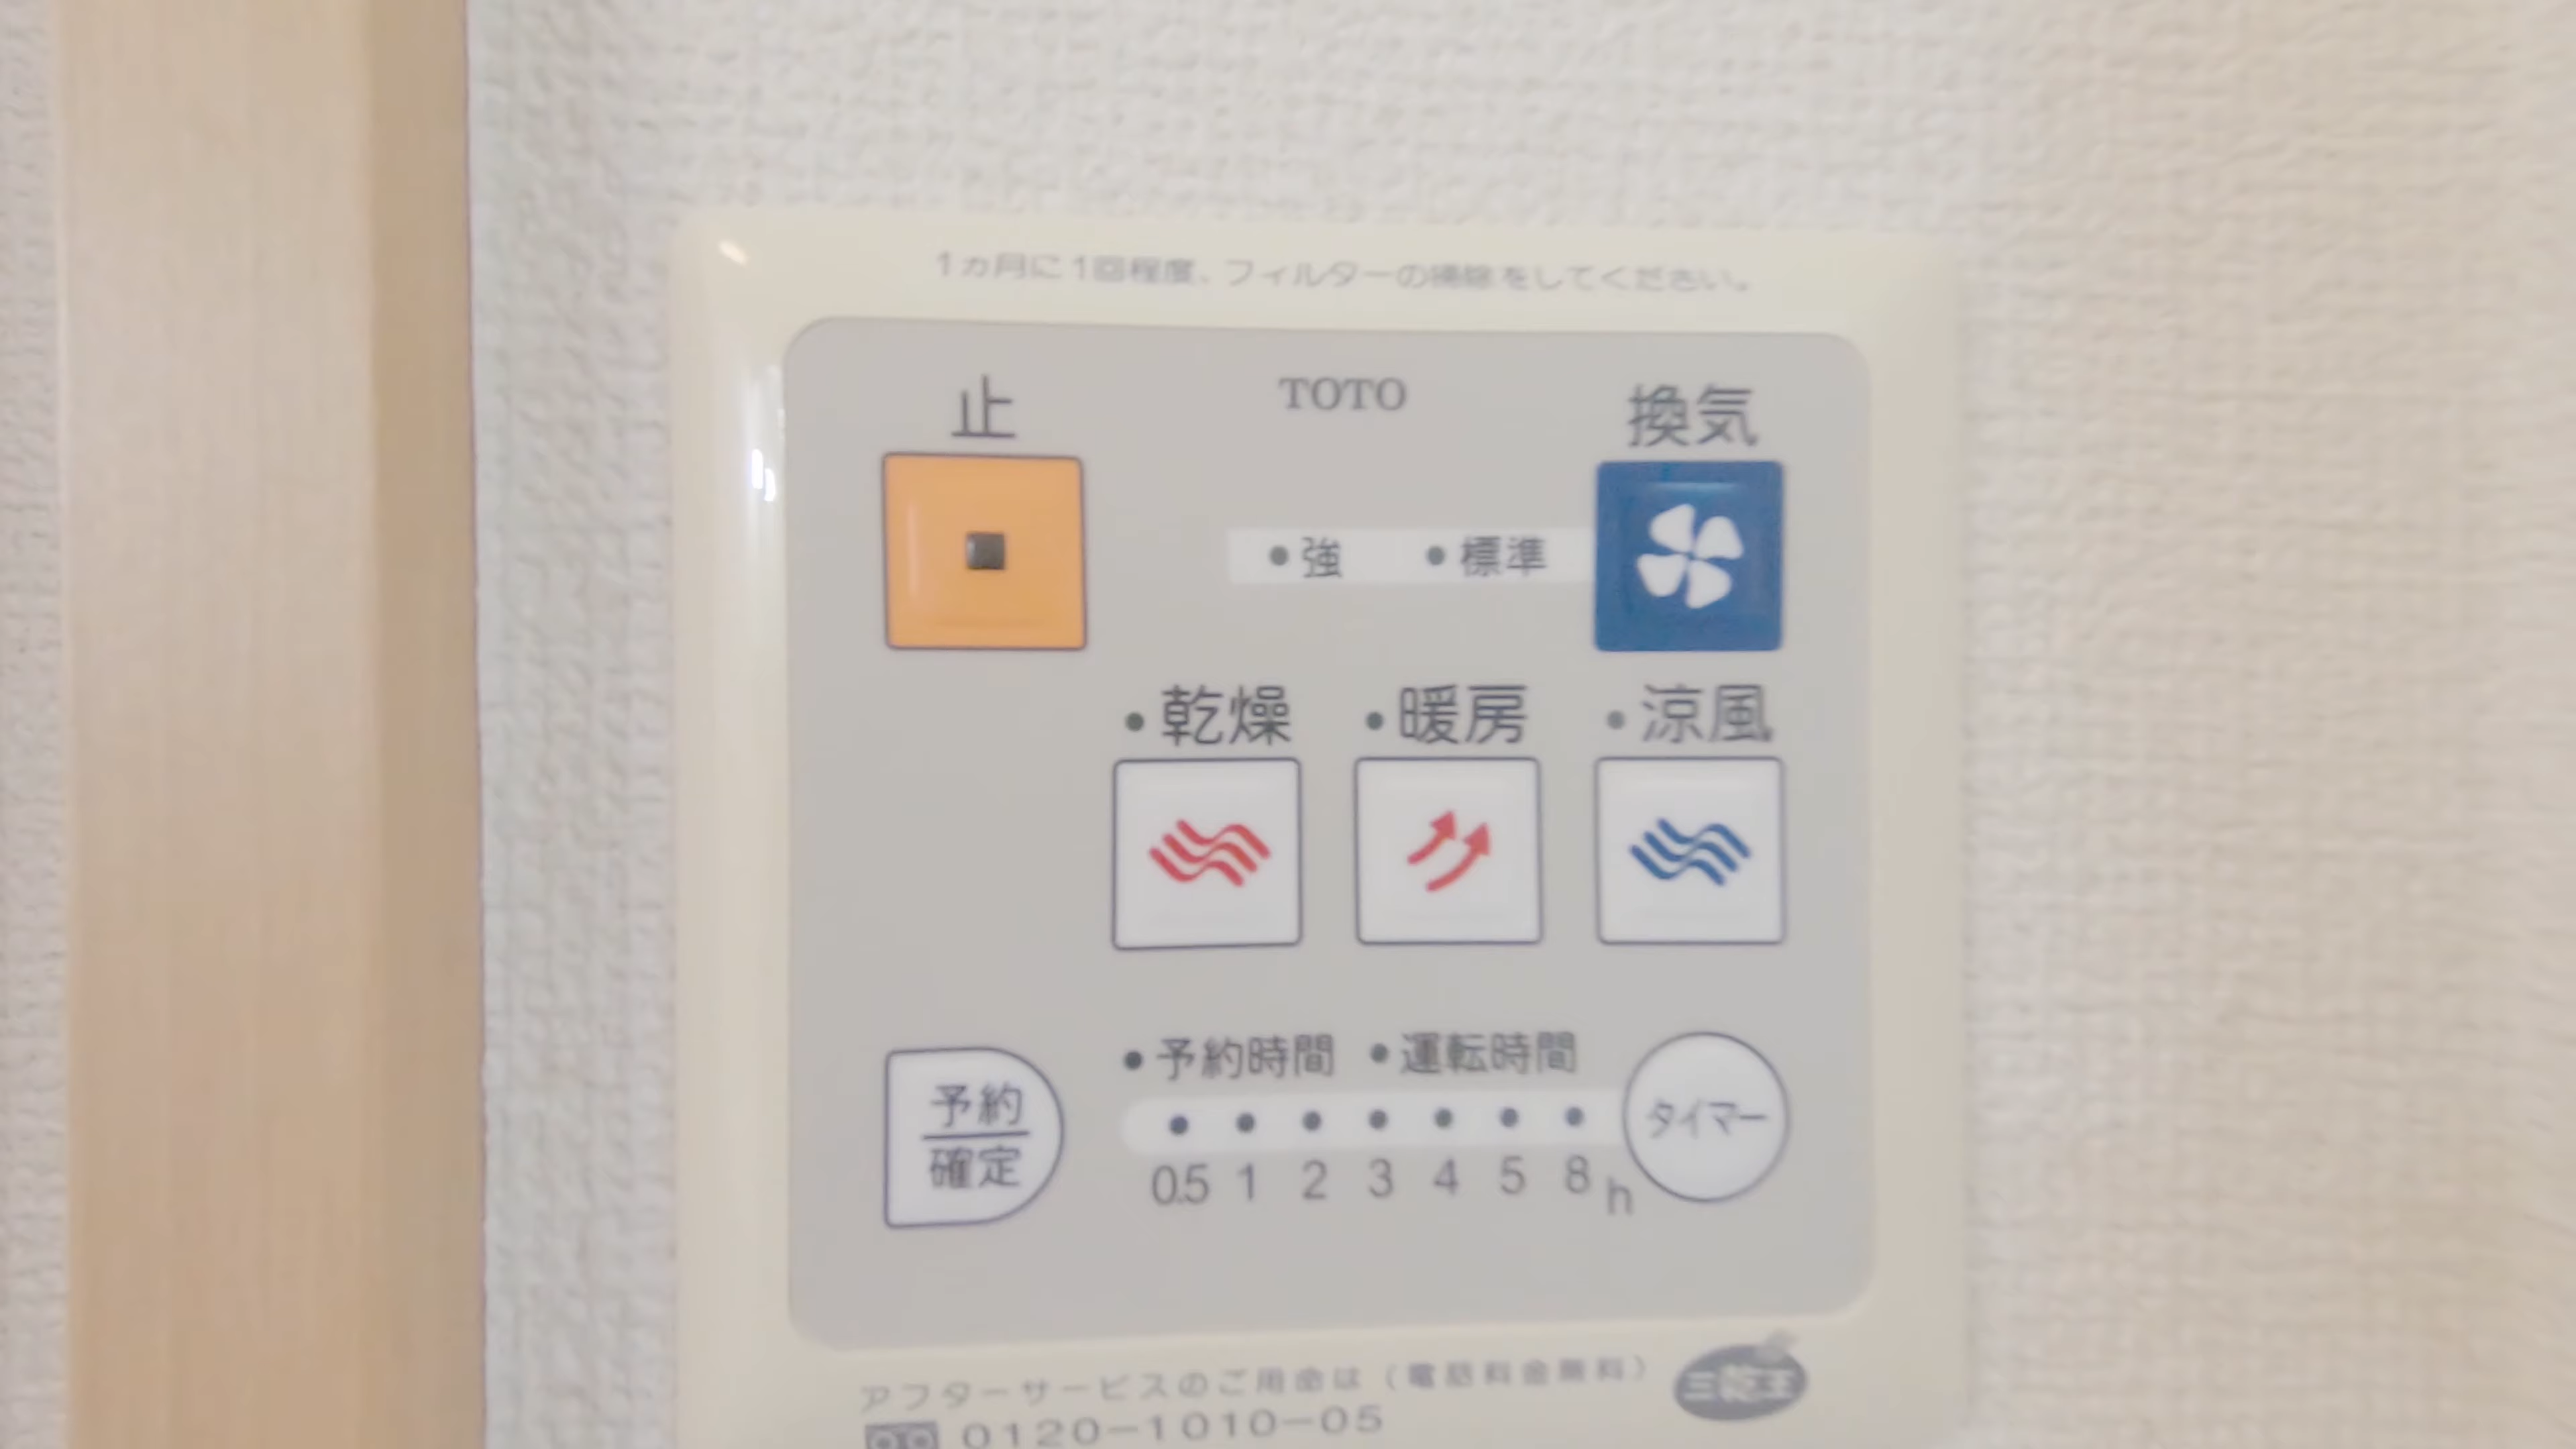 1ヵ月に1回程度、フィルターの掃除をしてください。
TOTO
止
換気
強 標準
乾燥 暖房 涼風
予約時間 運転時間
予約
確定
タイマー
0.5 1 2 3 4 5 8 h
アフターサービスのご用命は(電話料金無料)
三乾王
0120-1010-05